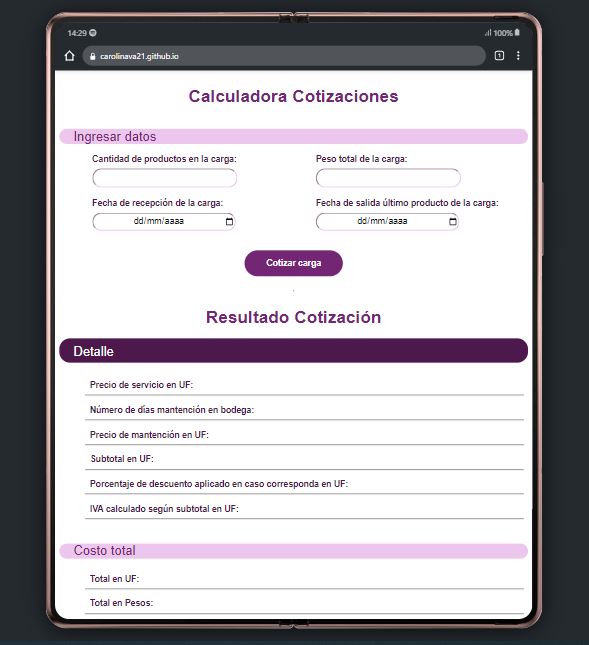 14:29 100%
carolinava21.github.io 1
Calculadora Cotizaciones
Ingresar datos
Cantidad de productos en la carga: Peso total de la carga:
Fecha de recepción de la carga: Fecha de salida último producto de la carga:
dd/mm/aaaa dd/mm/aaaa
Cotizar carga
.
Resultado Cotización
Detalle
Precio de servicio en UF:
Número de días mantención en bodega:
Precio de mantención en UF:
Subtotal en UF:
Porcentaje de descuento aplicado en caso corresponda en UF:
IVA calculado según subtotal en UF:
Costo total
Total en UF:
Total en Pesos: